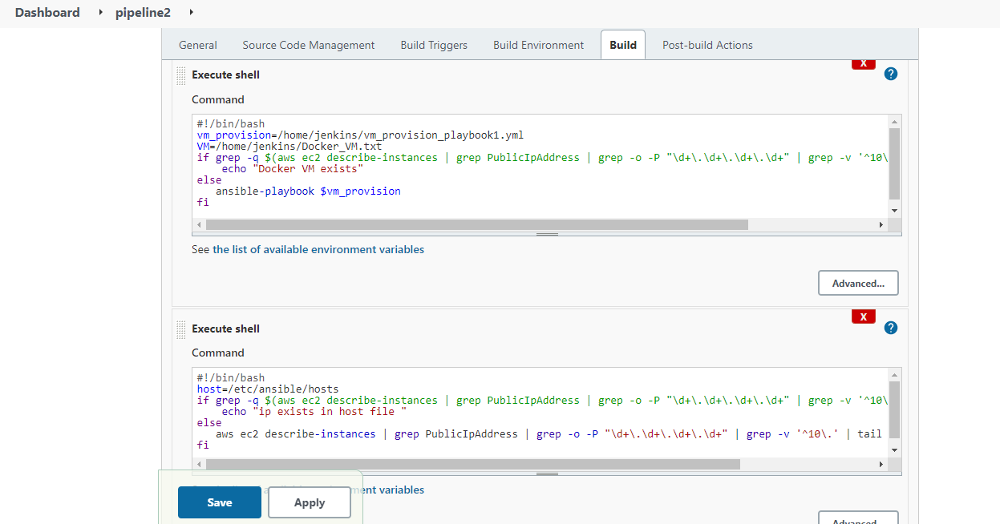 Dashboard pipeline2
General Source Code Management Build Triggers Build Environment Build Post-build Actions
X
Execute shell
?
Command
#!/bin/bash
vm_provision=/home/jenkins/vm_provision_playbook1.yml
VM=/home/jenkins/Docker_VM.txt
if grep -q $(aws ec2 describe-instances | grep PublicIpAddress | grep -o -P "\d+\.\d+\.\d+\.\d+" | grep -v '^10\
echo "Docker VM exists"
else
ansible-playbook $vm_provision
fi
See the list of available environment variables
Advanced...
X
Execute shell
?
Command
#!/bin/bash
host=/etc/ansible/hosts
if grep -q $(aws ec2 describe-instances | grep PublicIpAddress | grep -o -P "\d+\.\d+\.\d+\.\d+" | grep -v '^10\
echo "ip exists in host file "
else
aws ec2 describe-instances | grep PublicIpAddress | grep -o -P "\d+\.\d+\.\d+\.\d+" | grep -v '^10\.' | tail
fi
variables
Save Apply
Advanced